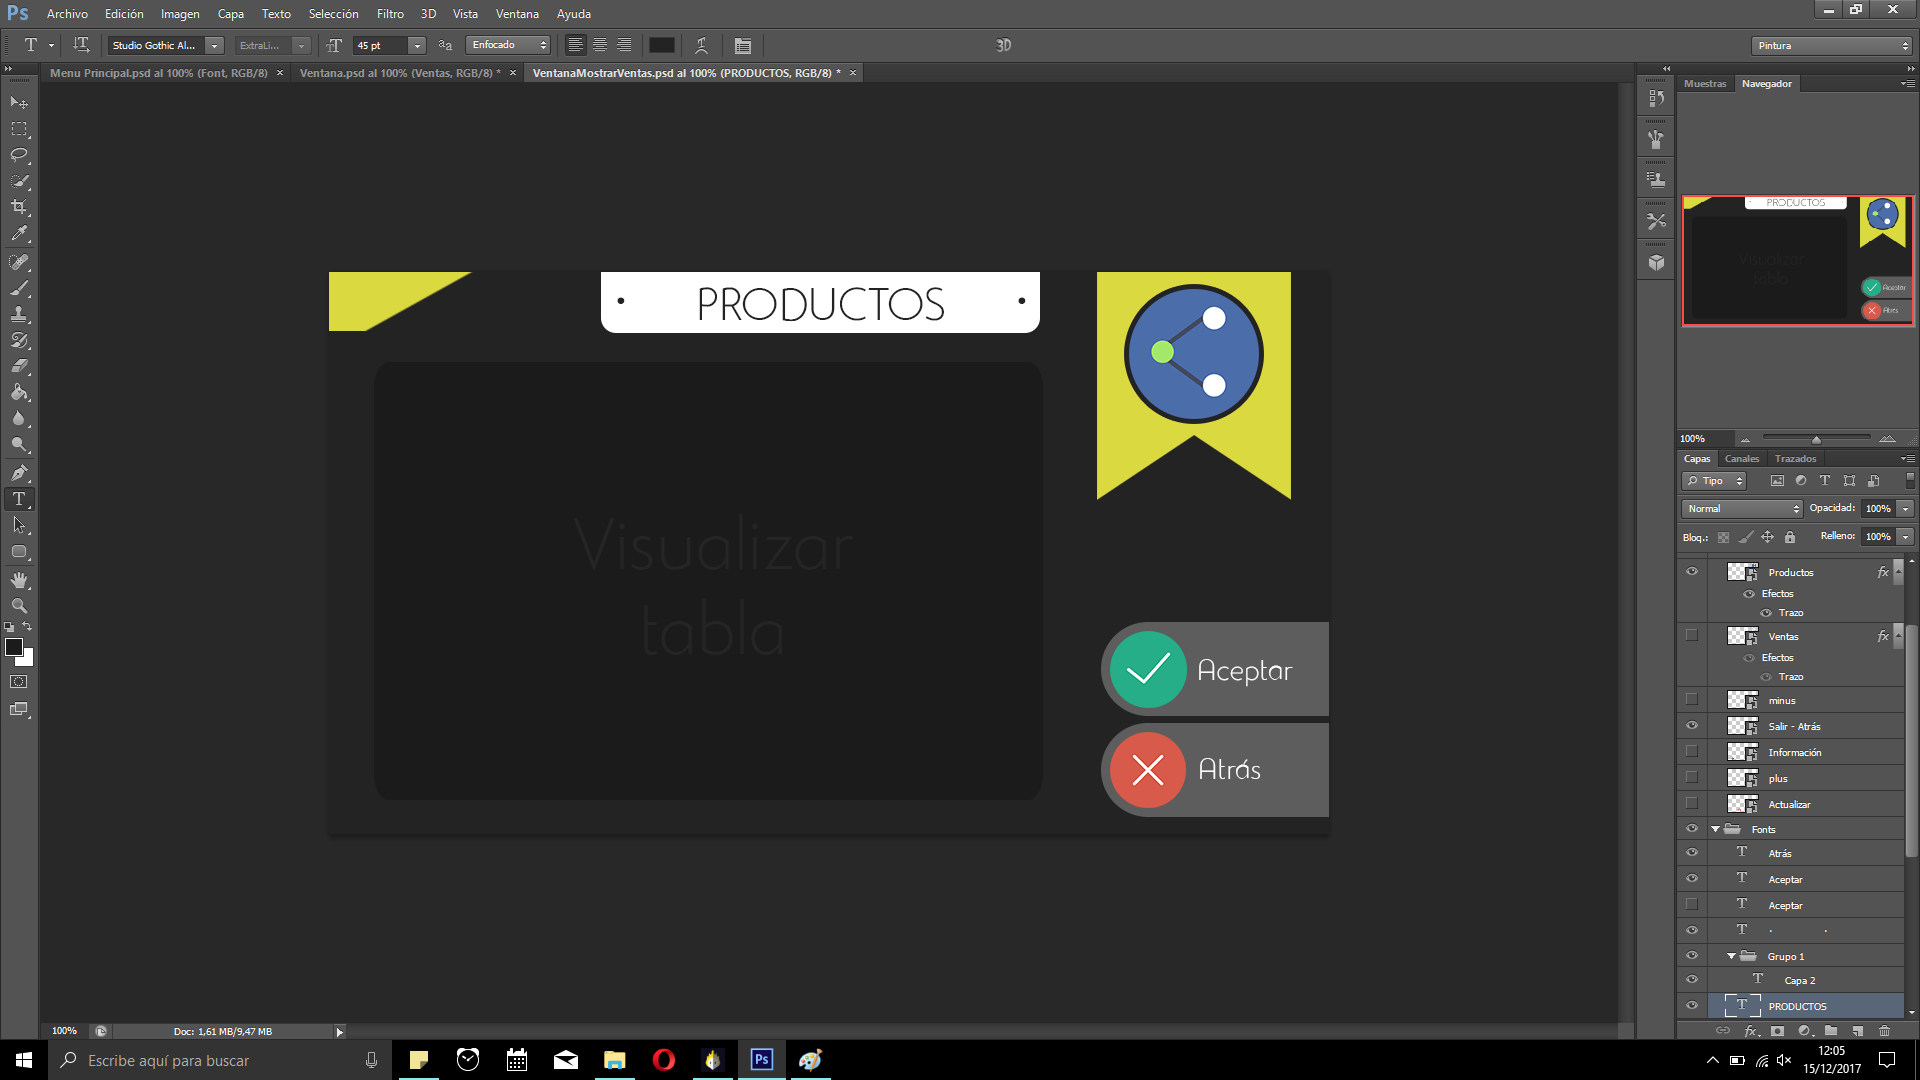 Ps Archivo Edición Imagen Capa Texto Selección Filtro 3D Vista Ventana Ayuda
T Studio Gothic Al... ExtraLi... 45 pt Enfocado 3D Pintura
Menu Principal.psd al 100% (Font, RGB/8) × Ventana.psd al 100% (Ventas, RGB/8) * × VentanaMostrarVentas.psd al 100% (PRODUCTOS, RGB/8) * ×
Muestras Navegador
PRODUCTOS
Visualizar
tabla
Aceptar
Atrás
• PRODUCTOS •
Visualizar
tabla
Aceptar
Atrás
100%
Capas Canales Trazados
Tipo
Normal Opacidad: 100%
Bloq.: Relleno: 100%
Productos fx
Efectos
Trazo
Ventas fx
Efectos
Trazo
minus
Salir - Atrás
Información
plus
Actualizar
Fonts
Atrás
Aceptar
Aceptar
. .
Grupo 1
Capa 2
PRODUCTOS
100% Doc: 1,61 MB/9,47 MB
Escribe aquí para buscar
Ps
12:05
15/12/2017